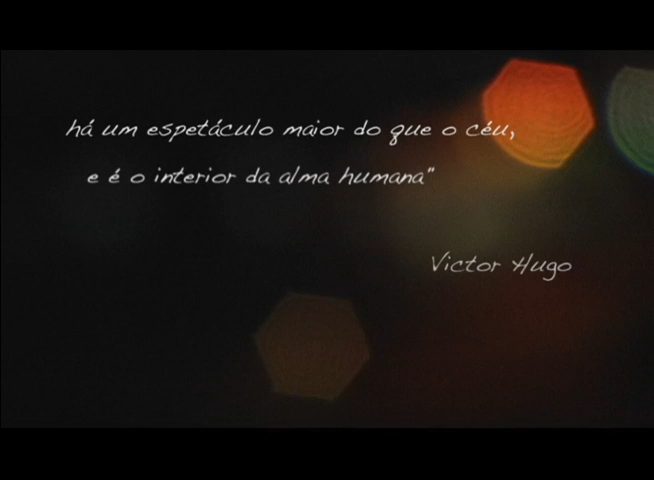 há um espetáculo maior do que o céu,
e é o interior da alma humana"
Victor Hugo